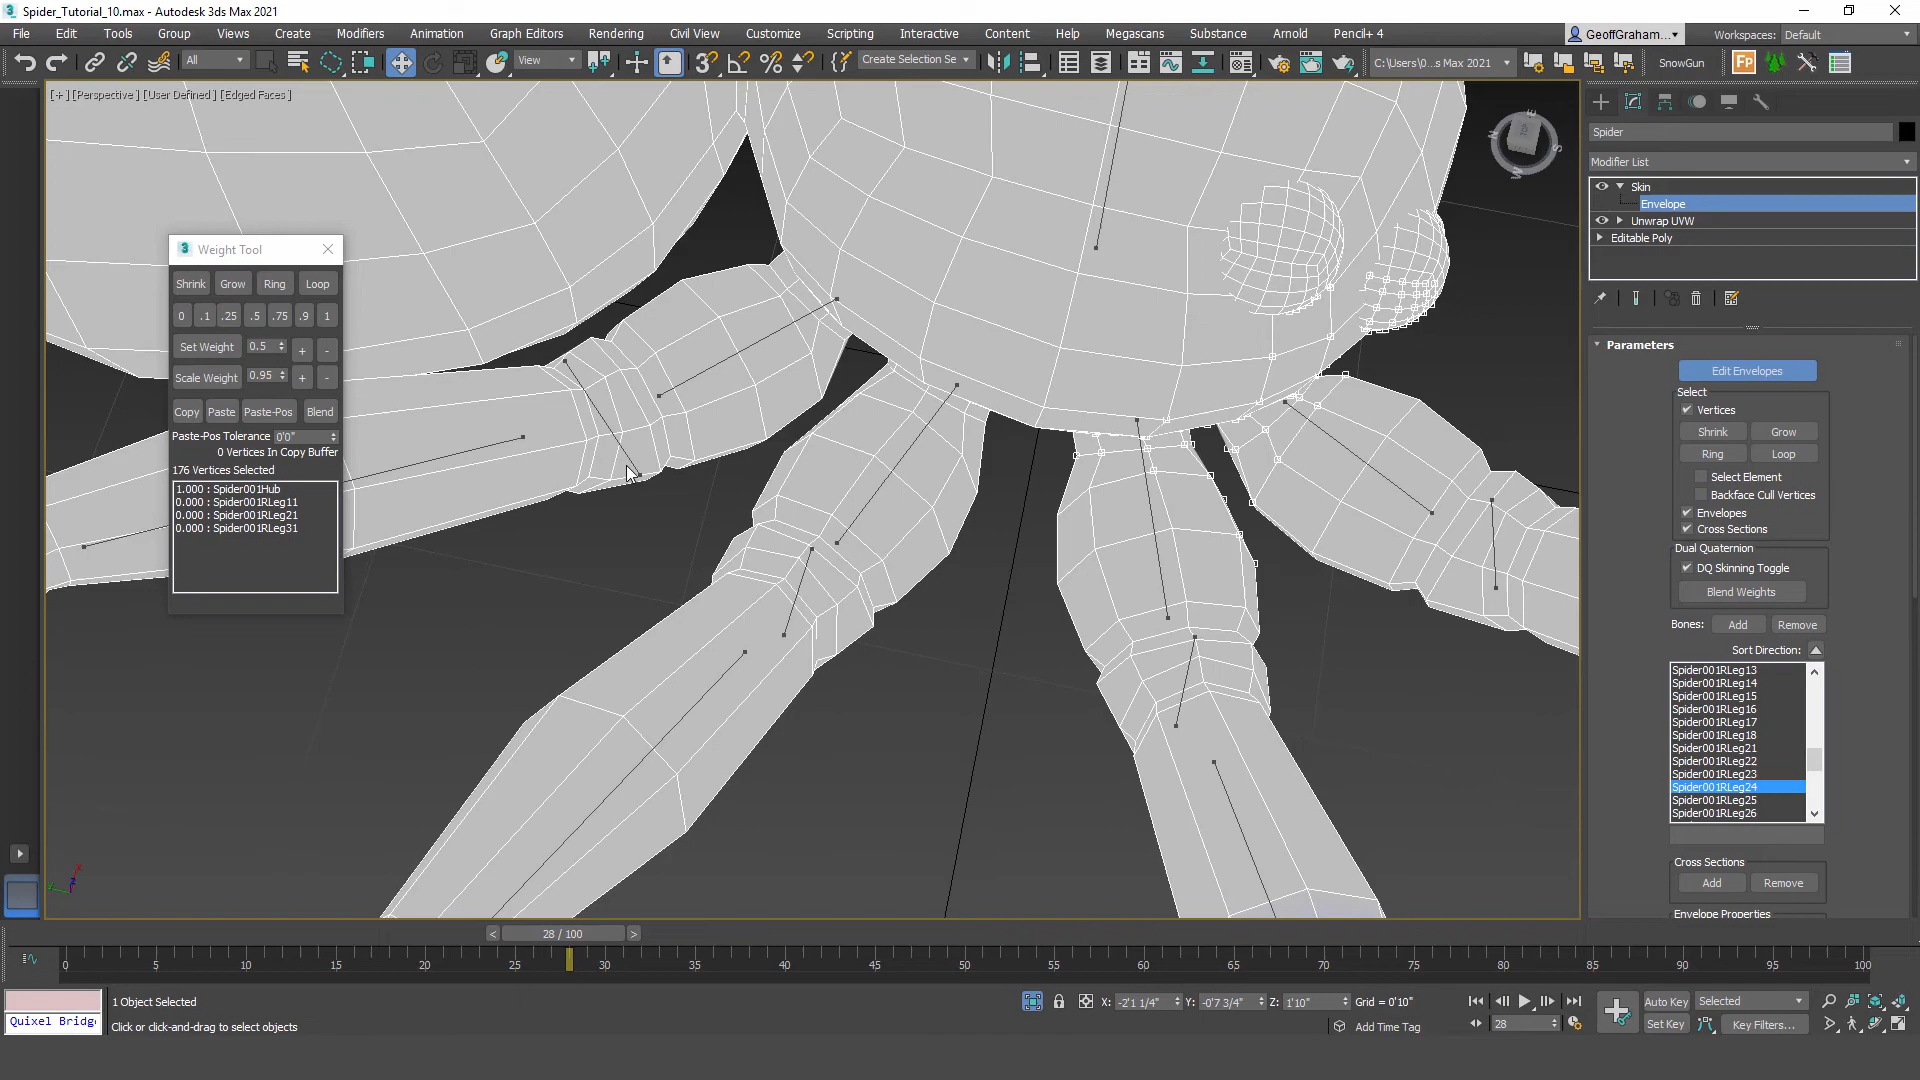 Spider_Tutorial_10.max - Autodesk 3ds Max 2021
File Edit Tools Group Views Create Modifiers Animation Graph Editors Rendering Civil View Customize Scripting Interactive Content Help Megascans Substance Arnold Pencil+ 4
GeoffGraham... Workspaces: Default
All View Create Selection Se C:\Users\0...s Max 2021 SnowGun
[+] [Perspective] [User Defined] [Edged Faces]
Weight Tool
Shrink Grow Ring Loop
0 .1 .25 .5 .75 .9 1
Set Weight 0.5 + -
Scale Weight 0.95 + -
Copy Paste Paste-Pos Blend
Paste-Pos Tolerance 0'0"
0 Vertices In Copy Buffer
176 Vertices Selected
1.000 : Spider001Hub
0.000 : Spider001RLeg11
0.000 : Spider001RLeg21
0.000 : Spider001RLeg31
Spider
Modifier List
Skin
Envelope
Unwrap UVW
Editable Poly
Parameters
Edit Envelopes
Select
Vertices
Shrink Grow
Ring Loop
Select Element
Backface Cull Vertices
Envelopes
Cross Sections
Dual Quaternion
DQ Skinning Toggle
Blend Weights
Bones: Add Remove
Sort Direction:
Spider001RLeg13
Spider001RLeg14
Spider001RLeg15
Spider001RLeg16
Spider001RLeg17
Spider001RLeg18
Spider001RLeg21
Spider001RLeg22
Spider001RLeg23
Spider001RLeg24
Spider001RLeg25
Spider001RLeg26
Cross Sections
Add Remove
Envelope Properties
< 28 / 100 >
0 5 10 15 20 25 30 35 40 45 50 55 60 65 70 75 80 85 90 95 100
1 Object Selected
Click or click-and-drag to select objects
Quixel Bridg
X: -2'1 1/4" Y: -0'7 3/4" Z: 1'10" Grid = 0'10"
Add Time Tag
28
Auto Key Selected
Set Key Key Filters...